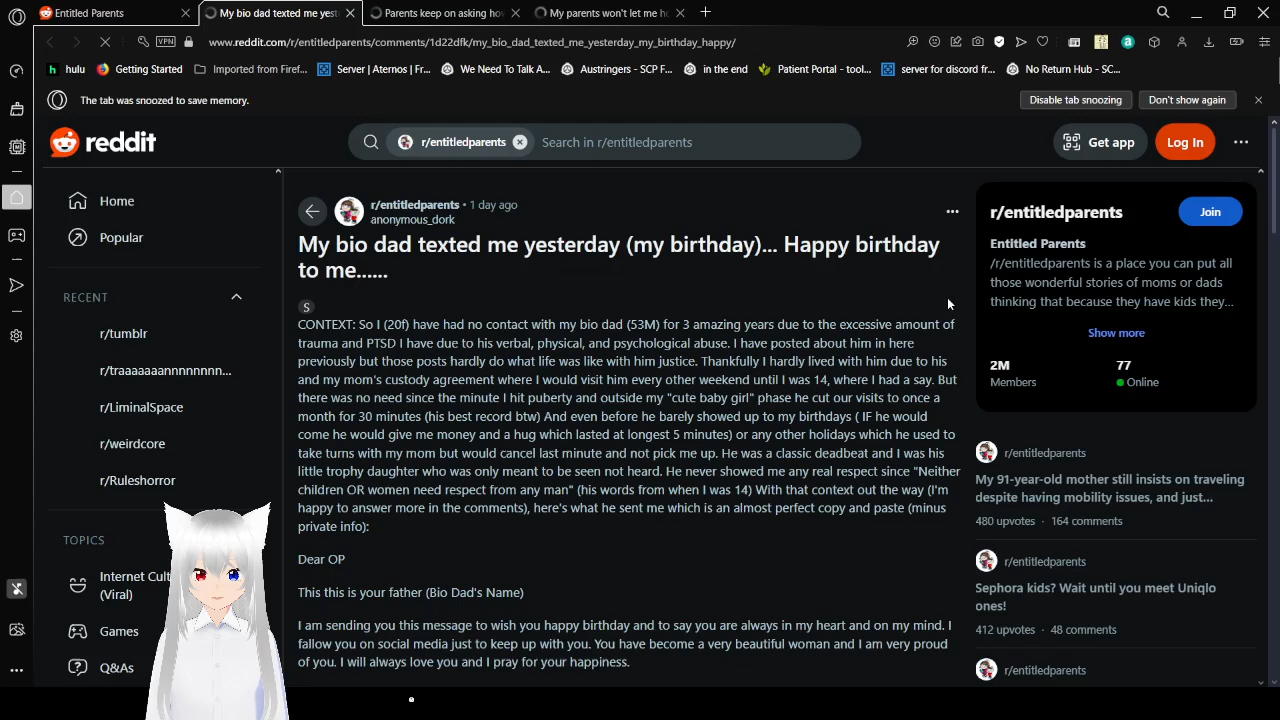 Entitled Parents
My bio dad texted me yest
Parents keep on asking ho
My parents won't let me h
VPN
www.reddit.com/r/entitledparents/comments/1d22dfk/my_bio_dad_texted_me_yesterday_my_birthday_happy/
hulu
Getting Started
Imported from Firef...
Server | Aternos | Fr...
We Need To Talk A...
Austringers - SCP F...
in the end
Patient Portal - tool...
server for discord fr...
No Return Hub - SC...
The tab was snoozed to save memory.
Disable tab snoozing
Don't show again
reddit
r/entitledparents
Search in r/entitledparents
Get app
Log In
Home
Popular
RECENT
r/tumblr
r/traaaaaaannnnnnnn...
r/LiminalSpace
r/weirdcore
r/Ruleshorror
TOPICS
Internet Cult
(Viral)
Games
Q&As
r/entitledparents • 1 day ago
anonymous_dork
My bio dad texted me yesterday (my birthday)... Happy birthday
to me......
S
CONTEXT: So I (20f) have had no contact with my bio dad (53M) for 3 amazing years due to the excessive amount of
trauma and PTSD I have due to his verbal, physical, and psychological abuse. I have posted about him in here
previously but those posts hardly do what life was like with him justice. Thankfully I hardly lived with him due to his
and my mom's custody agreement where I would visit him every other weekend until I was 14, where I had a say. But
there was no need since the minute I hit puberty and outside my "cute baby girl" phase he cut our visits to once a
month for 30 minutes (his best record btw) And even before he barely showed up to my birthdays ( IF he would
come he would give me money and a hug which lasted at longest 5 minutes) or any other holidays which he used to
take turns with my mom but would cancel last minute and not pick me up. He was a classic deadbeat and I was his
little trophy daughter who was only meant to be seen not heard. He never showed me any real respect since "Neither
children OR women need respect from any man" (his words from when I was 14) With that context out the way (I'm
happy to answer more in the comments), here's what he sent me which is an almost perfect copy and paste (minus
private info):
Dear OP
This this is your father (Bio Dad's Name)
I am sending you this message to wish you happy birthday and to say you are always in my heart and on my mind. I
fallow you on social media just to keep up with you. You have become a very beautiful woman and I am very proud
of you. I will always love you and I pray for your happiness.
r/entitledparents
Join
Entitled Parents
/r/entitledparents is a place you can put all
those wonderful stories of moms or dads
thinking that because they have kids they...
Show more
2M
Members
77
Online
r/entitledparents
My 91-year-old mother still insists on traveling
despite having mobility issues, and just...
480 upvotes · 164 comments
r/entitledparents
Sephora kids? Wait until you meet Uniqlo
ones!
412 upvotes · 48 comments
r/entitledparents